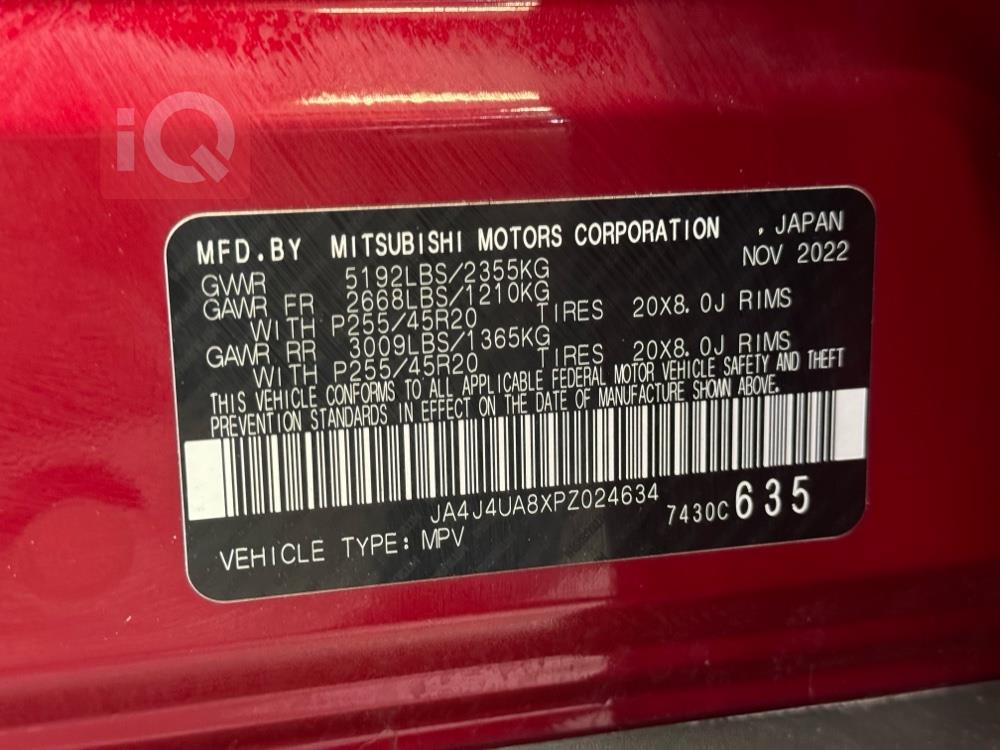 iQ
MFD.BY MITSUBISHI MOTORS CORPORATION , JAPAN
NOV 2022
GVWR 5192LBS/2355KG
GAWR FR 2668LBS/1210KG
WITH P255/45R20 TIRES 20X8.0J RIMS
GAWR RR 3009LBS/1365KG
WITH P255/45R20 TIRES 20X8.0J RIMS
THIS VEHICLE CONFORMS TO ALL APPLICABLE FEDERAL MOTOR VEHICLE SAFETY AND THEFT
PREVENTION STANDARDS IN EFFECT ON THE DATE OF MANUFACTURE SHOWN ABOVE.
JA4J4UA8XPZ024634
7430C 635
VEHICLE TYPE: MPV